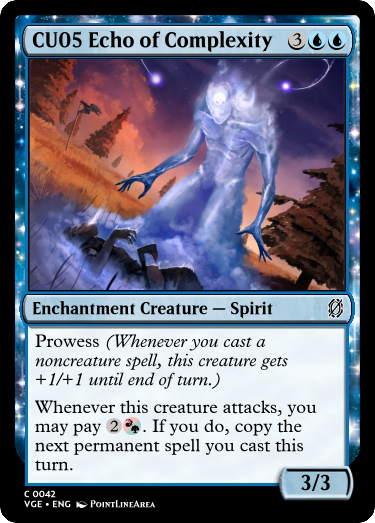 CU05 Echo of Complexity 3
Enchantment Creature — Spirit
Prowess (Whenever you cast a
noncreature spell, this creature gets
+1/+1 until end of turn.)
Whenever this creature attacks, you
may pay 2 . If you do, copy the
next permanent spell you cast this
turn.
3/3
C 0042
VGE • ENG PointLineArea